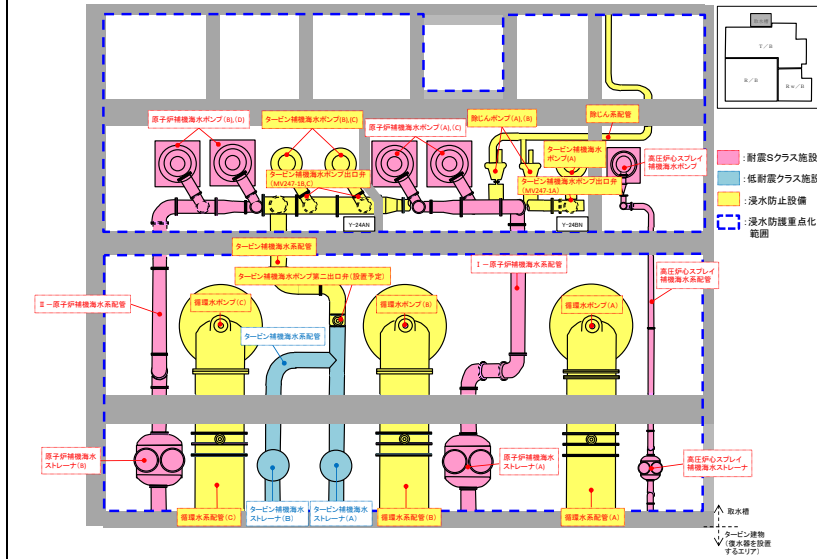 取水槽
T/B
R/B
Rw/B
原子炉補機海水ポンプ(B),(D)
タービン補機海水ポンプ(B),(C)
原子炉補機海水ポンプ(A),(C)
除じんポンプ(A),(B)
除じん系配管
タービン補機海水
ポンプ(A)
高圧炉心スプレイ
補機海水ポンプ
タービン補機海水ポンプ出口弁
(MV247-1B,C)
タービン補機海水ポンプ出口弁
(MV247-1A)
Y-24AN
Y-24BN
:耐震Sクラス施設
:低耐震クラス施設
:浸水防止設備
:浸水防護重点化
範囲
タービン補機海水系配管
タービン補機海水ポンプ第二出口弁(設置予定)
Ⅰ-原子炉補機海水系配管
高圧炉心スプレイ
補機海水系配管
Ⅱ-原子炉補機海水系配管
循環水ポンプ(C)
循環水ポンプ(B)
循環水ポンプ(A)
タービン補機海水系配管
原子炉補機海水
ストレーナ(B)
原子炉補機海水
ストレーナ(A)
高圧炉心スプレイ
補機海水ストレーナ
循環水系配管(C)
タービン補機海水
ストレーナ(B)
タービン補機海水
ストレーナ(A)
循環水系配管(B)
循環水系配管(A)
取水槽
タービン建物
(復水器を設置
するエリア)